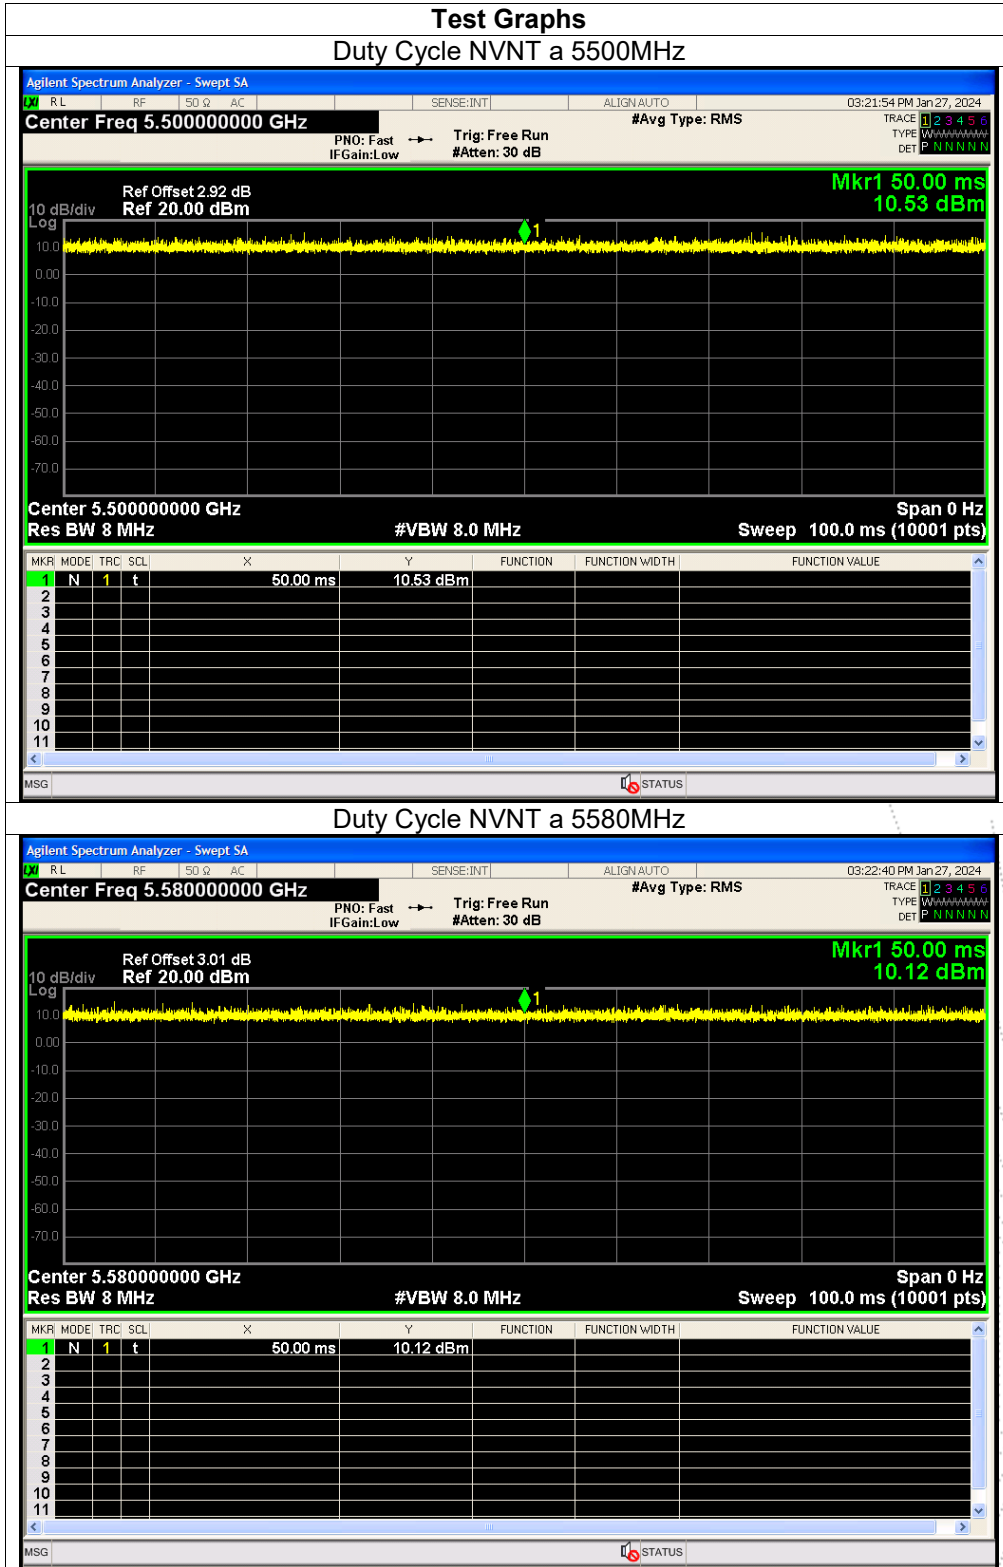 Test Graphs
Duty Cycle NVNT a 5500MHz
Agilent Spectrum Analyzer - Swept SA
LXI RL RF 50 Ω AC SENSE:INT ALIGN AUTO 03:21:54 PM Jan 27, 2024
Center Freq 5.500000000 GHz #Avg Type: RMS TRACE 1 2 3 4 5 6
PNO: Fast Trig: Free Run TYPE W
IFGain:Low #Atten: 30 dB DET P N N N N N
Mkr1 50.00 ms
Ref Offset 2.92 dB
10 dB/div Ref 20.00 dBm 10.53 dBm
Log
1
10.0
0.00
-10.0
-20.0
-30.0
-40.0
-50.0
-60.0
-70.0
Center 5.500000000 GHz Span 0 Hz
Res BW 8 MHz #VBW 8.0 MHz Sweep 100.0 ms (10001 pts)
MKR MODE TRC SCL X Y FUNCTION FUNCTION WIDTH FUNCTION VALUE
1 N 1 t 50.00 ms 10.53 dBm
2
3
4
5
6
7
8
9
10
11
MSG STATUS
Duty Cycle NVNT a 5580MHz
Agilent Spectrum Analyzer - Swept SA
LXI RL RF 50 Ω AC SENSE:INT ALIGN AUTO 03:22:40 PM Jan 27, 2024
Center Freq 5.580000000 GHz #Avg Type: RMS TRACE 1 2 3 4 5 6
PNO: Fast Trig: Free Run TYPE W
IFGain:Low #Atten: 30 dB DET P N N N N N
Mkr1 50.00 ms
Ref Offset 3.01 dB
10 dB/div Ref 20.00 dBm 10.12 dBm
Log
1
10.0
0.00
-10.0
-20.0
-30.0
-40.0
-50.0
-60.0
-70.0
Center 5.580000000 GHz Span 0 Hz
Res BW 8 MHz #VBW 8.0 MHz Sweep 100.0 ms (10001 pts)
MKR MODE TRC SCL X Y FUNCTION FUNCTION WIDTH FUNCTION VALUE
1 N 1 t 50.00 ms 10.12 dBm
2
3
4
5
6
7
8
9
10
11
MSG STATUS